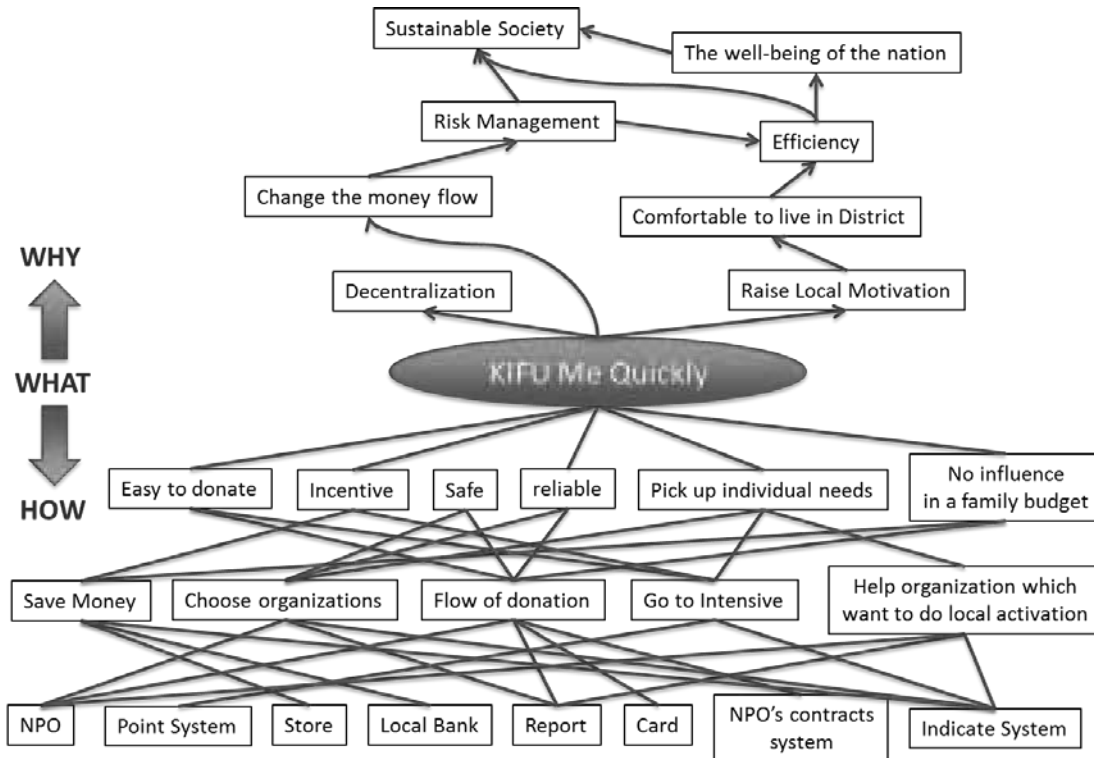 Sustainable Society
The well-being of the nation
Risk Management
Efficiency
Change the money flow
Comfortable to live in District
WHY
Decentralization
Raise Local Motivation
WHAT
KIFU Me Quickly
HOW
Easy to donate
Incentive
Safe
reliable
Pick up individual needs
No influence
in a family budget
Save Money
Choose organizations
Flow of donation
Go to Intensive
Help organization which
want to do local activation
NPO
Point System
Store
Local Bank
Report
Card
NPO's contracts
system
Indicate System